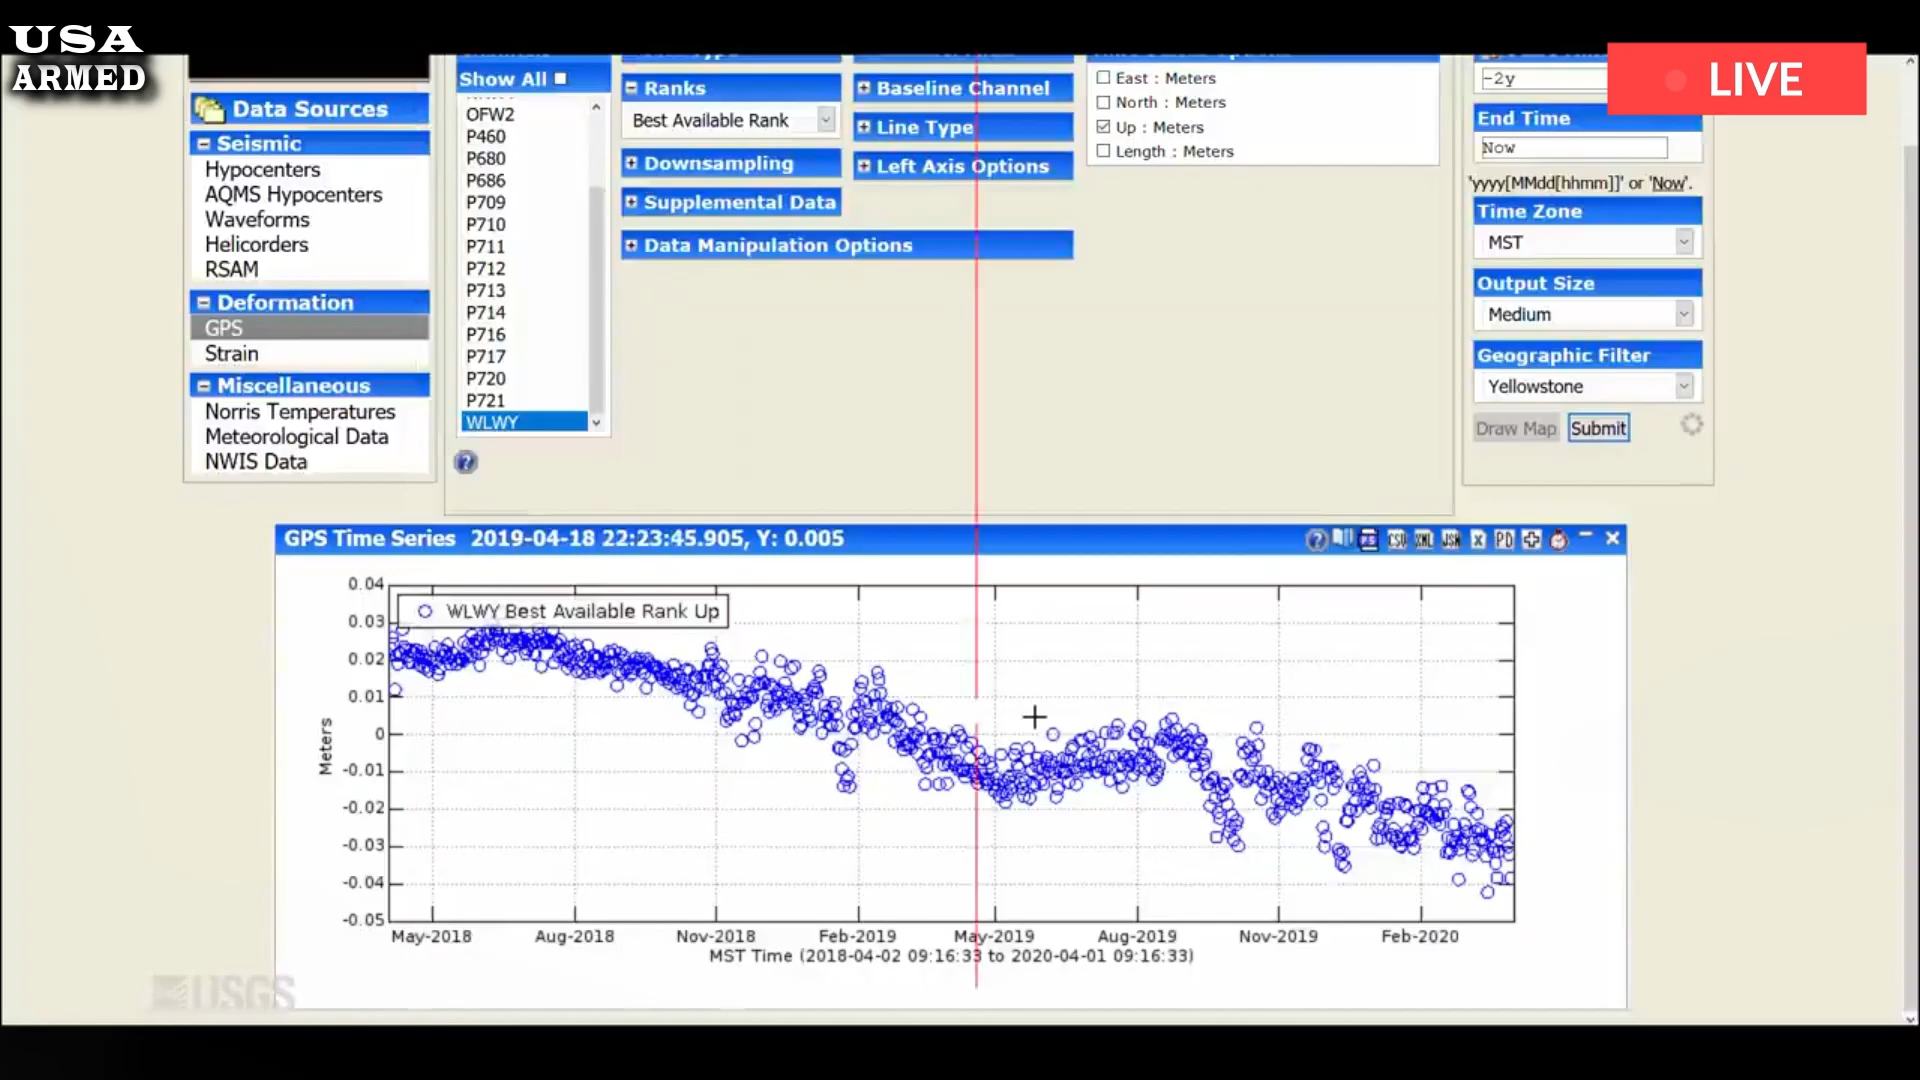 USA
ARMED
LIVE
Show All
OFW2
P460
P680
P686
P709
P710
P711
P712
P713
P714
P716
P717
P720
P721
WLWY
Data Sources
Seismic
Hypocenters
AQMS Hypocenters
Waveforms
Helicorders
RSAM
Deformation
GPS
Strain
Miscellaneous
Norris Temperatures
Meteorological Data
NWIS Data
Ranks
Best Available Rank
Downsampling
Supplemental Data
Data Manipulation Options
Baseline Channel
Line Type
Left Axis Options
East : Meters
North : Meters
Up : Meters
Length : Meters
-2y
End Time
Now
'yyyy[MMdd[hhmm]]' or 'Now'.
Time Zone
MST
Output Size
Medium
Geographic Filter
Yellowstone
Draw Map Submit
GPS Time Series 2019-04-18 22:23:45.905, Y: 0.005
CSV XML JSN X PD
WLWY Best Available Rank Up
Meters
0.04
0.03
0.02
0.01
0
-0.01
-0.02
-0.03
-0.04
-0.05
May-2018 Aug-2018 Nov-2018 Feb-2019 May-2019 Aug-2019 Nov-2019 Feb-2020
MST Time (2018-04-02 09:16:33 to 2020-04-01 09:16:33)
USGS